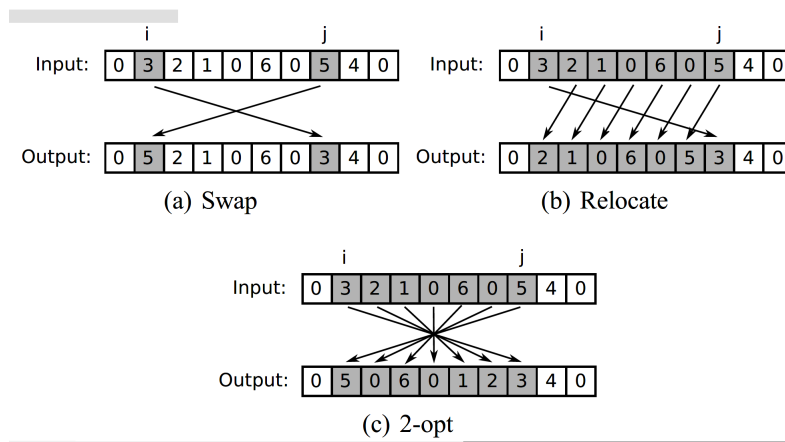 i j
Input: 0 3 2 1 0 6 0 5 4 0
Output: 0 5 2 1 0 6 0 3 4 0
(a) Swap
i j
Input: 0 3 2 1 0 6 0 5 4 0
Output: 0 2 1 0 6 0 5 3 4 0
(b) Relocate
i j
Input: 0 3 2 1 0 6 0 5 4 0
Output: 0 5 0 6 0 1 2 3 4 0
(c) 2-opt